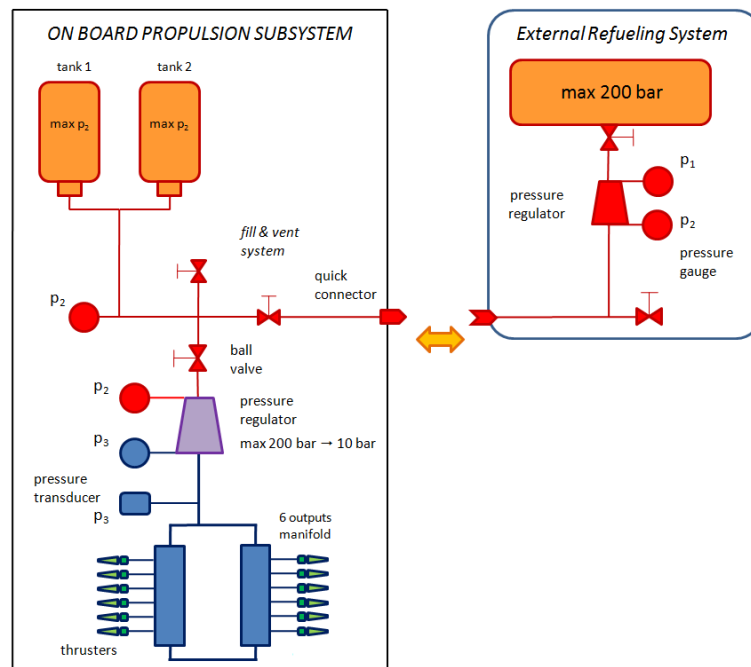 ON BOARD PROPULSION SUBSYSTEM
tank 1
tank 2
max p₂
max p₂
fill & vent
system
quick
connector
p₂
ball
valve
p₂
pressure
regulator
max 200 bar → 10 bar
p₃
pressure
transducer
p₃
6 outputs
manifold
thrusters
External Refueling System
max 200 bar
p₁
pressure
regulator
p₂
pressure
gauge